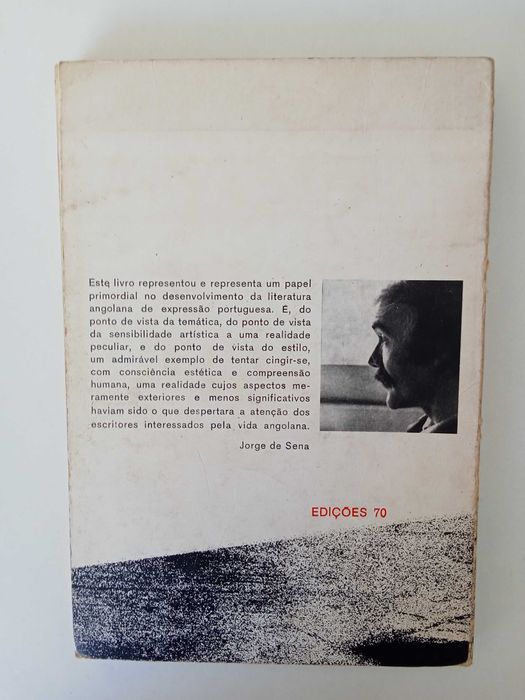 Este livro representou e representa um papel
primordial no desenvolvimento da literatura
angolana de expressão portuguesa. É, do
ponto de vista da temática, do ponto de vista
da sensibilidade artística a uma realidade
peculiar, e do ponto de vista do estilo,
um admirável exemplo de tentar cingir-se,
com consciência estética e compreensão
humana, uma realidade cujos aspectos me-
ramente exteriores e menos significativos
haviam sido o que despertara a atenção dos
escritores interessados pela vida angolana.
Jorge de Sena
EDIÇÕES 70